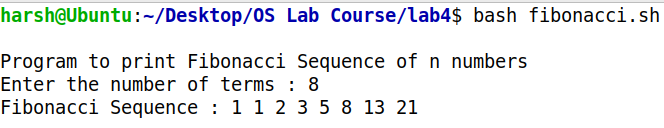 harsh@Ubuntu:~/Desktop/OS Lab Course/lab4$ bash fibonacci.sh
Program to print Fibonacci Sequence of n numbers
Enter the number of terms : 8
Fibonacci Sequence : 1 1 2 3 5 8 13 21